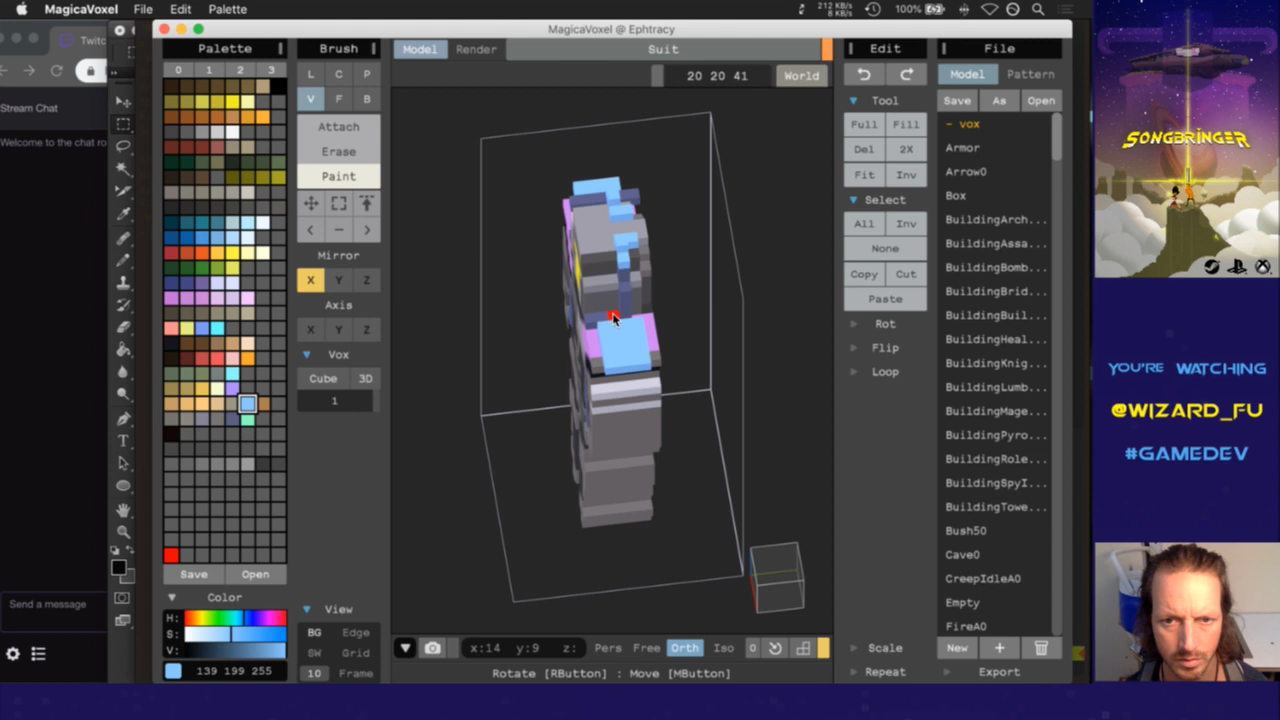 MagicaVoxel File Edit Palette
212 KB/s
8 KB/s
100%
MagicaVoxel @ Ephtracy
Twitc
Stream Chat
Welcome to the chat ro
Send a message
Palette
0 1 2 3
Save Open
Color
H:
S:
V:
139 199 255
Brush
L C P
V F B
Attach
Erase
Paint
< - >
Mirror
X Y Z
Axis
X Y Z
Vox
Cube 3D
1
View
BG Edge
SW Grid
10 Frame
Model Render Suit
20 20 41 World
x:14 y:9 z: Pers Free Orth Iso 0
Rotate [RButton] : Move [MButton]
Edit
Tool
Full Fill
Del 2X
Fit Inv
Select
All Inv
None
Copy Cut
Paste
Rot
Flip
Loop
Scale
Repeat
File
Model Pattern
Save As Open
- vox
Armor
Arrow0
Box
BuildingArch...
BuildingAssa...
BuildingBomb...
BuildingBrid...
BuildingBuil...
BuildingHeal...
BuildingKnig...
BuildingLumb...
BuildingMage...
BuildingPyro...
BuildingRole...
BuildingSpyI...
BuildingTowe...
Bush50
Cave0
CreepIdleA0
Empty
FireA0
New +
Export
SONGBRINGER
YOU'RE WATCHING
@WIZARD_FU
#GAMEDEV